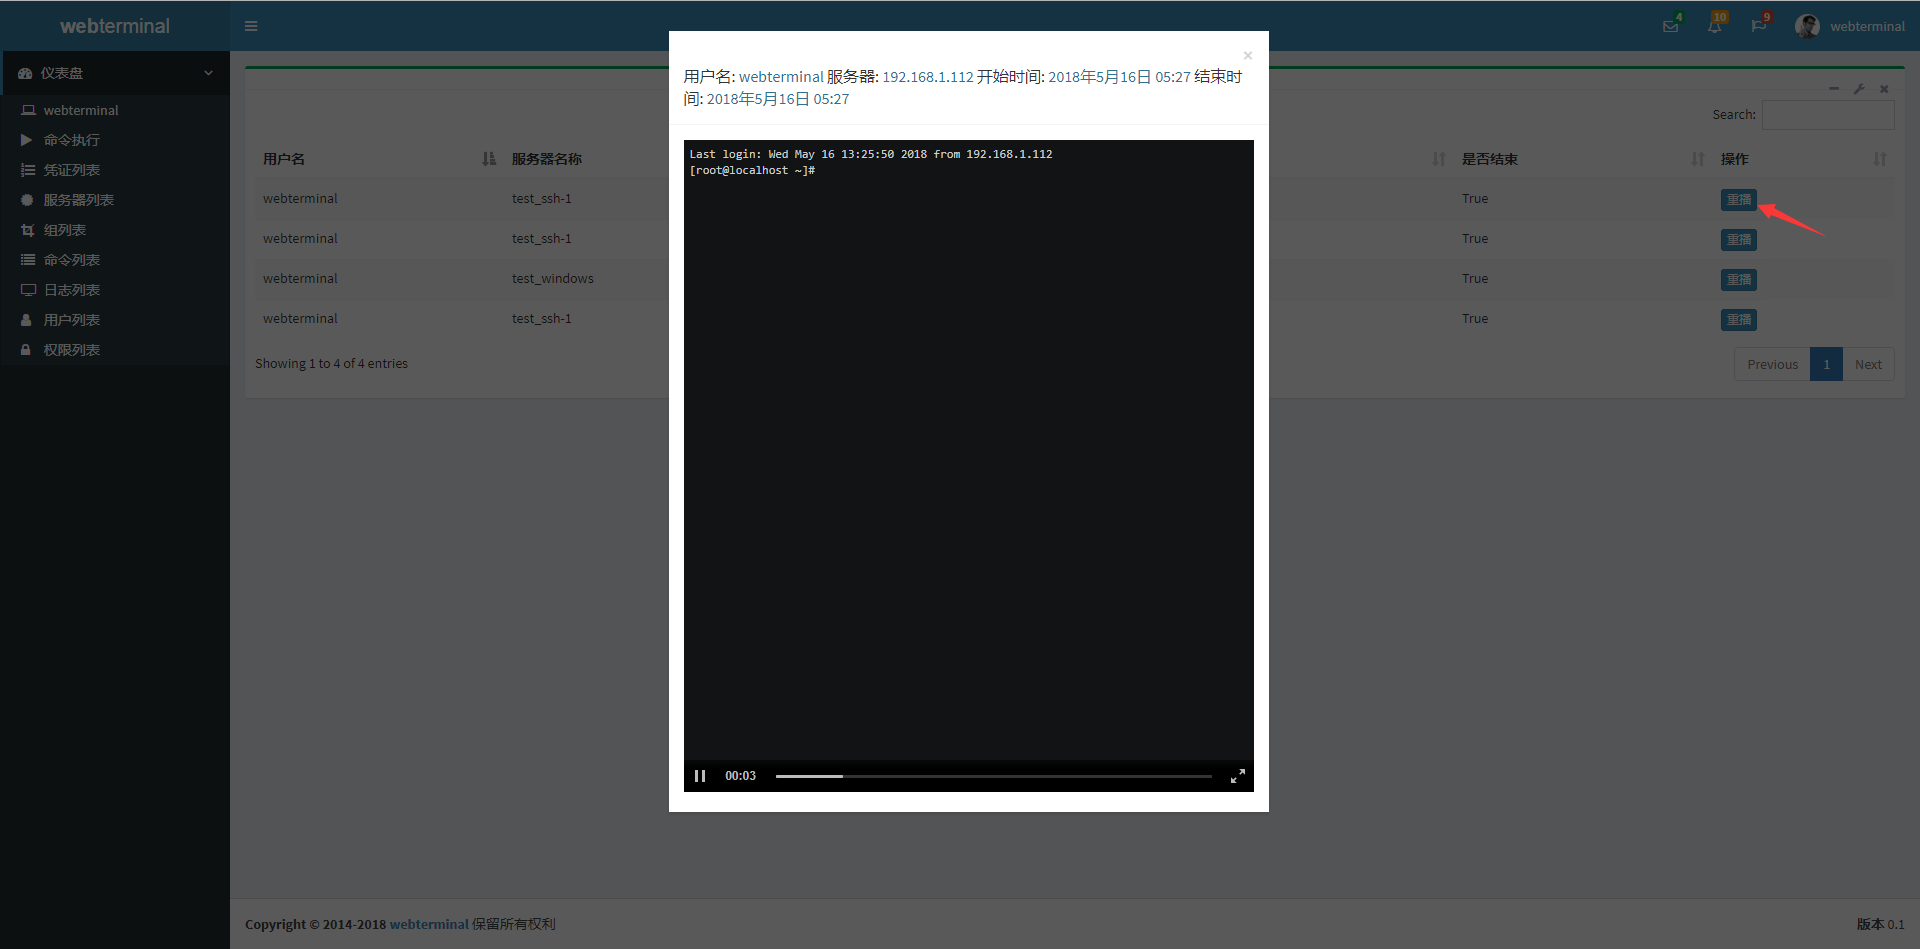 webterminal
4
10
9
webterminal
仪表盘
webterminal
命令执行
凭证列表
服务器列表
组列表
命令列表
日志列表
用户列表
权限列表
用户名: webterminal 服务器: 192.168.1.112 开始时间: 2018年5月16日 05:27 结束时
间: 2018年5月16日 05:27
Last login: Wed May 16 13:25:50 2018 from 192.168.1.112
[root@localhost ~]#
00:03
Search:
用户名 服务器名称 是否结束 操作
webterminal test_ssh-1 True 重播
webterminal test_ssh-1 True 重播
webterminal test_windows True 重播
webterminal test_ssh-1 True 重播
Showing 1 to 4 of 4 entries
Previous 1 Next
Copyright © 2014-2018 webterminal 保留所有权利
版本 0.1